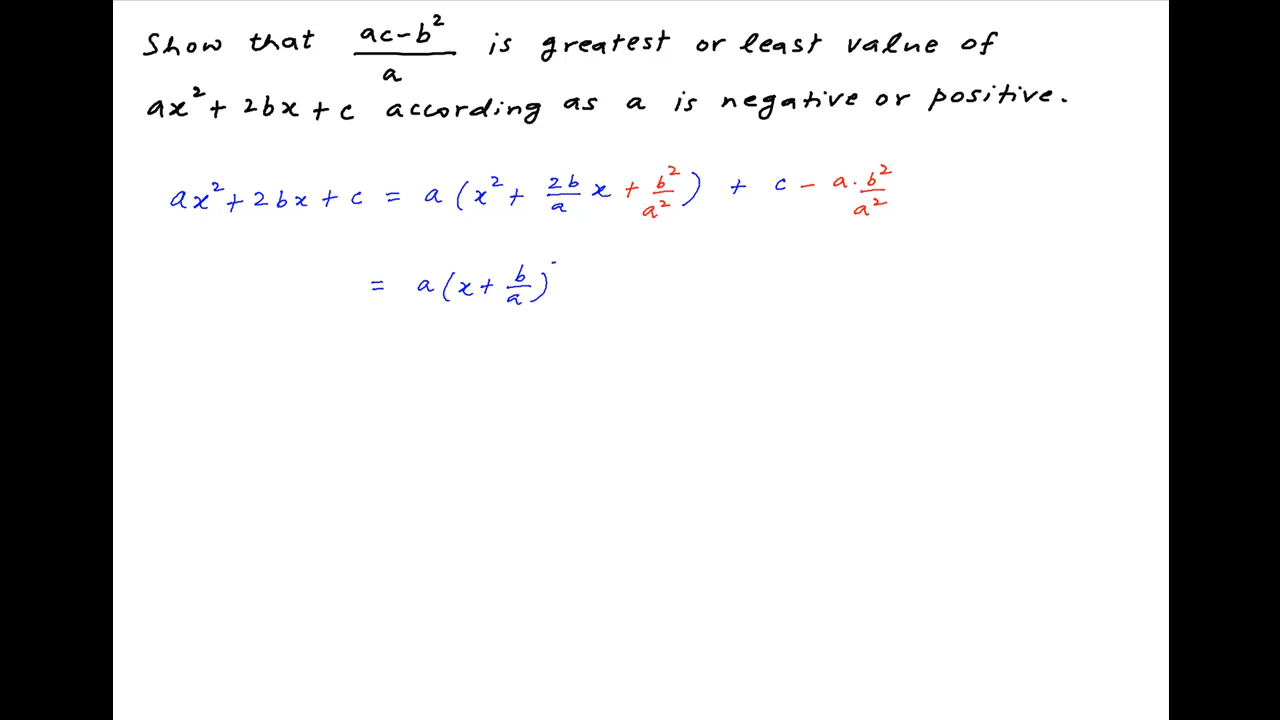 Show that (ac-b²)/a is greatest or least value of
ax² + 2bx + c according as a is negative or positive.
ax² + 2bx + c = a(x² + (2b/a)x + b²/a²) + c - a·b²/a²
= a(x + b/a)